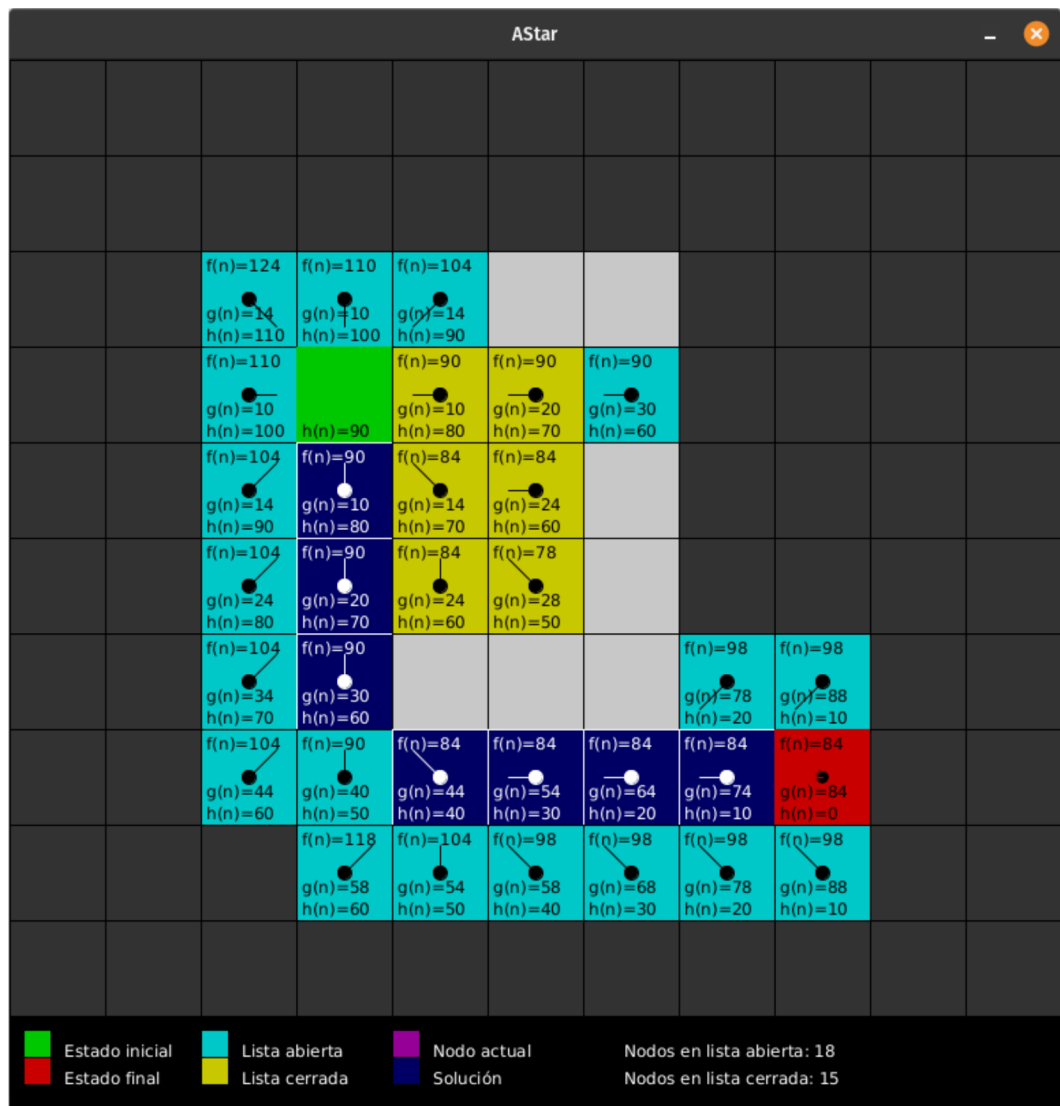 AStar
f(n)=124 f(n)=110 f(n)=104
g(n)=14 g(n)=10 g(n)=14
h(n)=110 h(n)=100 h(n)=90
f(n)=110 f(n)=90 f(n)=90 f(n)=90
g(n)=10 g(n)=10 g(n)=20 g(n)=30
h(n)=100 h(n)=90 h(n)=80 h(n)=70 h(n)=60
f(n)=104 f(n)=90 f(n)=84 f(n)=84
g(n)=14 g(n)=10 g(n)=14 g(n)=24
h(n)=90 h(n)=80 h(n)=70 h(n)=60
f(n)=104 f(n)=90 f(n)=84 f(n)=78
g(n)=24 g(n)=20 g(n)=24 g(n)=28
h(n)=80 h(n)=70 h(n)=60 h(n)=50
f(n)=104 f(n)=90 f(n)=98 f(n)=98
g(n)=34 g(n)=30 g(n)=78 g(n)=88
h(n)=70 h(n)=60 h(n)=20 h(n)=10
f(n)=104 f(n)=90 f(n)=84 f(n)=84 f(n)=84 f(n)=84 f(n)=84
g(n)=44 g(n)=40 g(n)=44 g(n)=54 g(n)=64 g(n)=74 g(n)=84
h(n)=60 h(n)=50 h(n)=40 h(n)=30 h(n)=20 h(n)=10 h(n)=0
f(n)=118 f(n)=104 f(n)=98 f(n)=98 f(n)=98 f(n)=98
g(n)=58 g(n)=54 g(n)=58 g(n)=68 g(n)=78 g(n)=88
h(n)=60 h(n)=50 h(n)=40 h(n)=30 h(n)=20 h(n)=10
Estado inicial Lista abierta Nodo actual Nodos en lista abierta: 18
Estado final Lista cerrada Solución Nodos en lista cerrada: 15